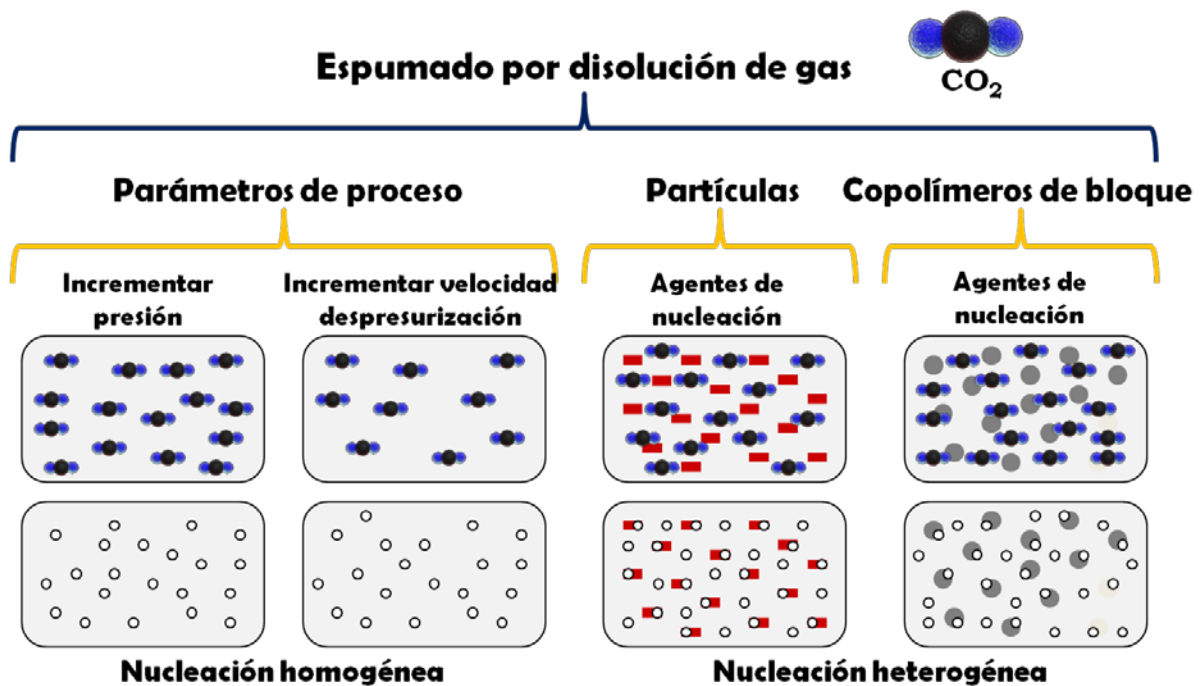 Espumado por disolución de gas
CO₂
Parámetros de proceso
Partículas
Copolímeros de bloque
Incrementar
presión
Incrementar velocidad
despresurización
Agentes de
nucleación
Agentes de
nucleación
Nucleación homogénea
Nucleación heterogénea